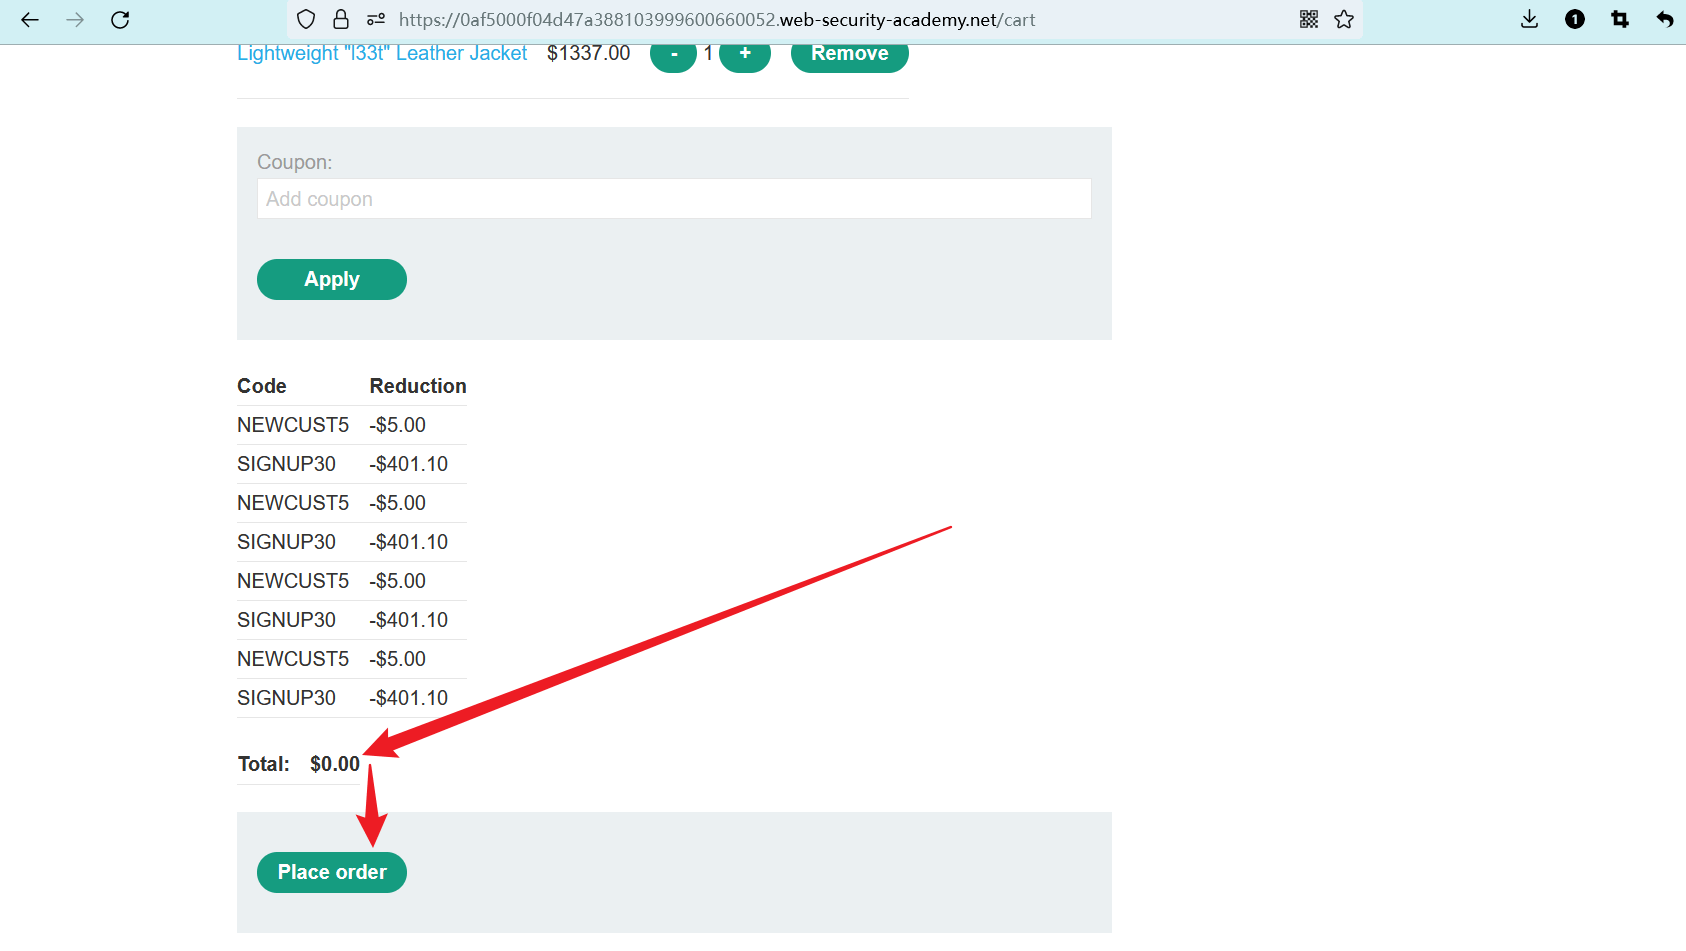 https://0af5000f04d47a388103999600660052.web-security-academy.net/cart
1
Lightweight "l33t" Leather Jacket $1337.00 - 1 + Remove
Coupon:
Add coupon
Apply
Code Reduction
NEWCUST5 -$5.00
SIGNUP30 -$401.10
NEWCUST5 -$5.00
SIGNUP30 -$401.10
NEWCUST5 -$5.00
SIGNUP30 -$401.10
NEWCUST5 -$5.00
SIGNUP30 -$401.10
Total: $0.00
Place order